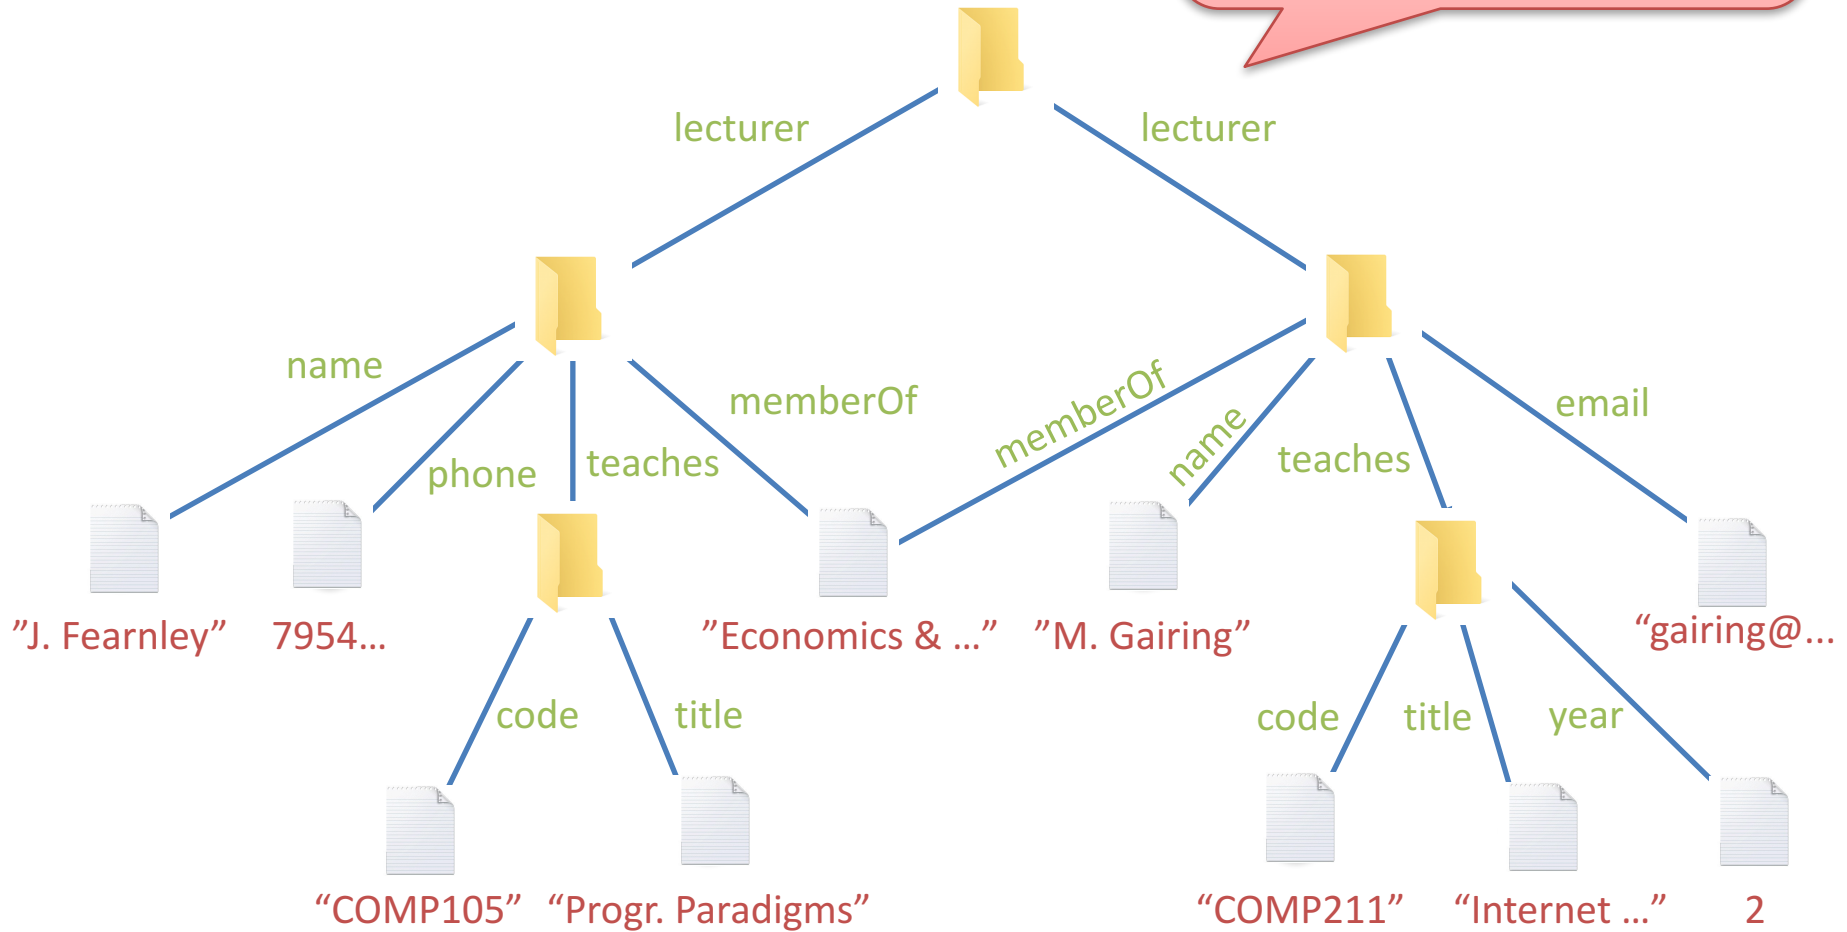 lecturer
lecturer
name
phone
teaches
memberOf
memberOf
name
teaches
email
”J. Fearnley”
7954...
”Economics & ...”
”M. Gairing”
“gairing@...
code
title
code
title
year
“COMP105”
“Progr. Paradigms”
“COMP211”
“Internet ...”
2